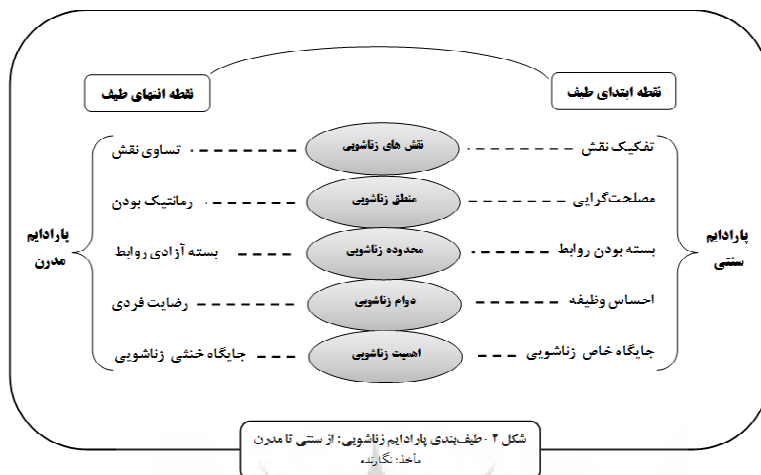 نقطه ابتدای طیف
نقطه انتهای طیف
تفکیک نقش
نقش های زناشویی
تساوی نقش
مصلحت‌گرایی
منطق زناشویی
رمانتیک بودن
پارادایم
سنتی
بسته بودن روابط
محدوده زناشویی
بسته آزادی روابط
پارادایم
مدرن
احساس وظیفه
دوام زناشویی
رضایت فردی
جایگاه خاص زناشویی
اهمیت زناشویی
جایگاه خنثی زناشویی
شکل ۲ - طیف‌بندی پارادایم زناشویی: از سنتی تا مدرن
مأخذ: نگارنده